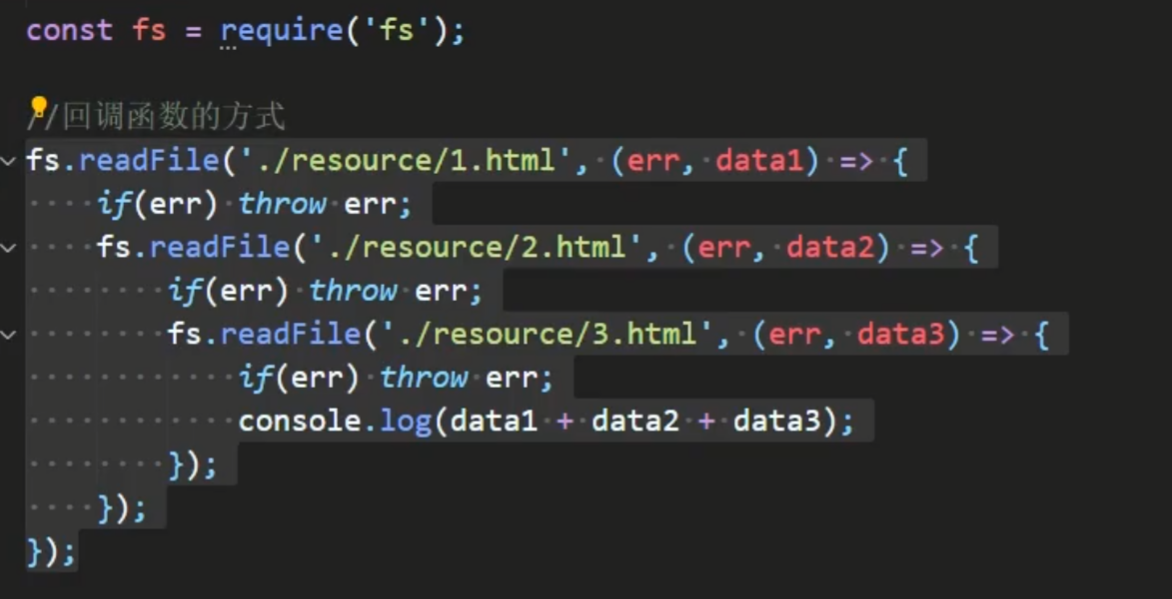 const fs = require('fs');
//回调函数的方式
fs.readFile('./resource/1.html', (err, data1) => {
    if(err) throw err;
    fs.readFile('./resource/2.html', (err, data2) => {
        if(err) throw err;
        fs.readFile('./resource/3.html', (err, data3) => {
            if(err) throw err;
            console.log(data1 + data2 + data3);
        });
    });
});